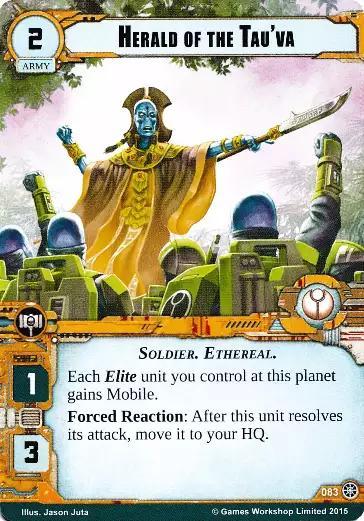 2
HERALD OF THE TAU'VA
ARMY
SOLDIER. ETHEREAL.
Each Elite unit you control at this planet
gains Mobile.
1
Forced Reaction: After this unit resolves
its attack, move it to your HQ.
3
083
Illus. Jason Juta
© Games Workshop Limited 2015